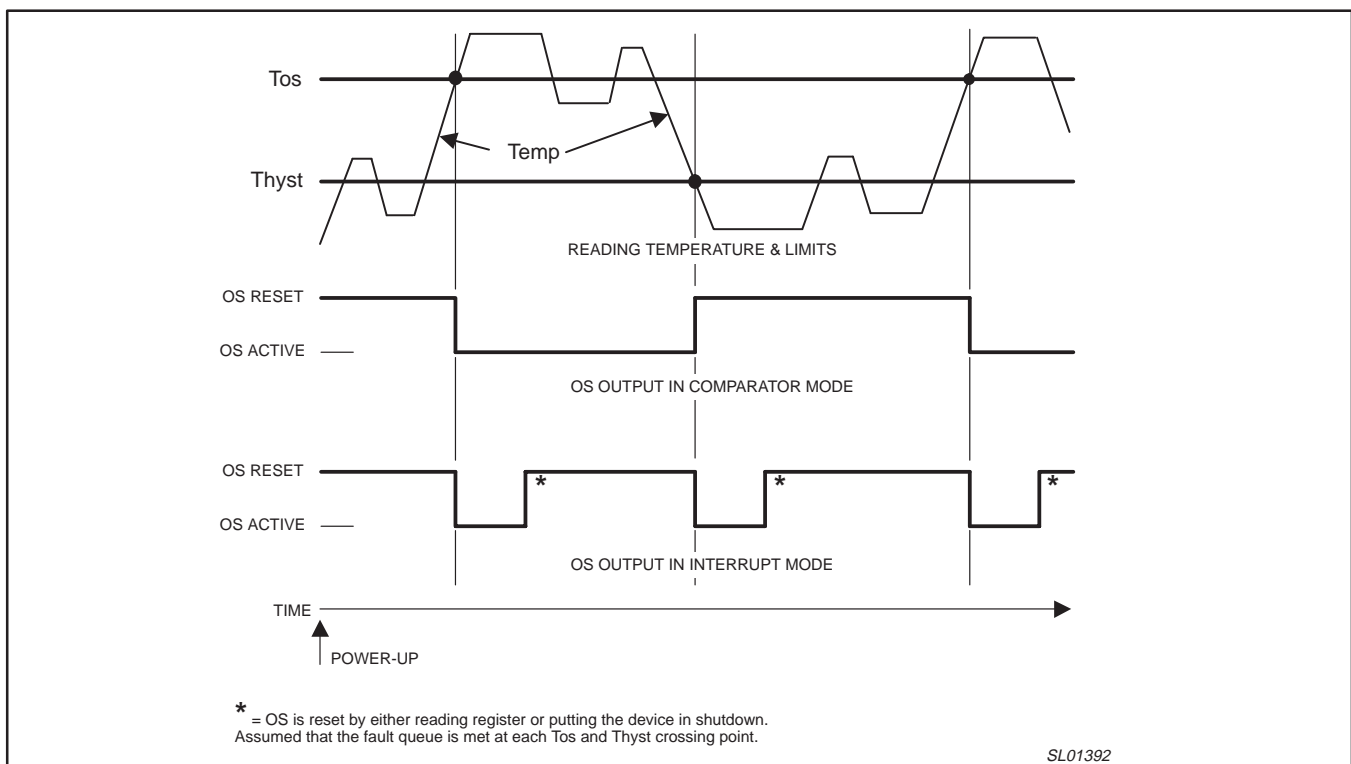 Tos
Temp
Thyst
READING TEMPERATURE & LIMITS
OS RESET
OS ACTIVE
OS OUTPUT IN COMPARATOR MODE
OS RESET
*
*
*
OS ACTIVE
OS OUTPUT IN INTERRUPT MODE
TIME
POWER-UP
* = OS is reset by either reading register or putting the device in shutdown.
Assumed that the fault queue is met at each Tos and Thyst crossing point.
SL01392